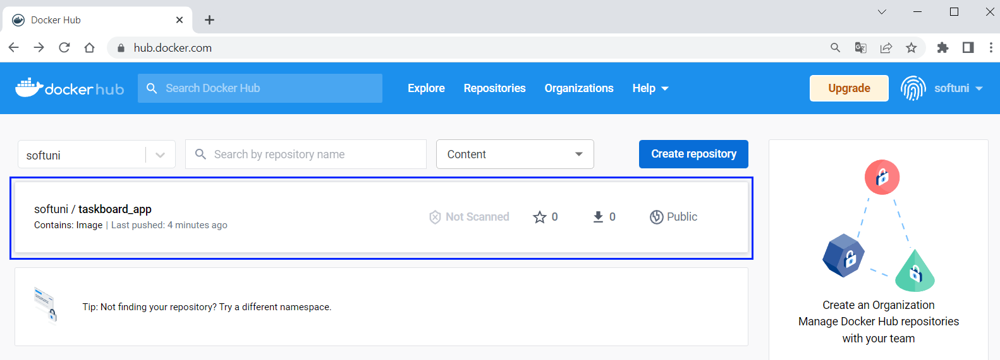 Docker Hub
hub.docker.com
dockerhub Search Docker Hub Explore Repositories Organizations Help Upgrade softuni
softuni Search by repository name Content Create repository
softuni / taskboard_app
Contains: Image | Last pushed: 4 minutes ago
Not Scanned 0 0 Public
Tip: Not finding your repository? Try a different namespace.
Create an Organization
Manage Docker Hub repositories
with your team